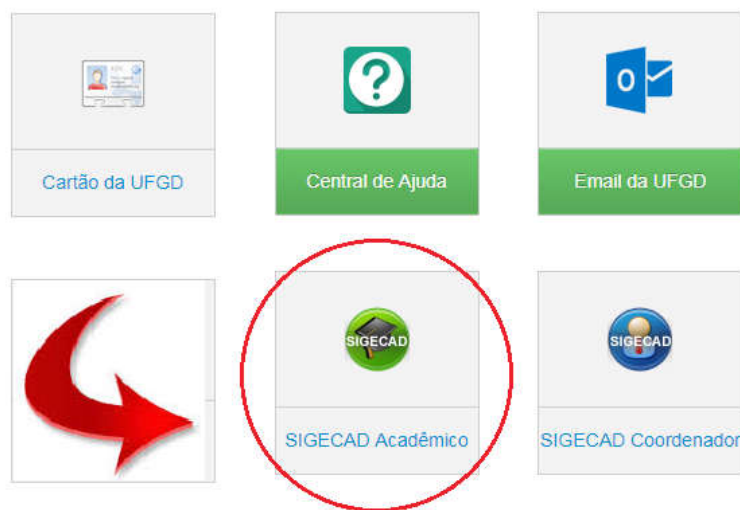 Cartão da UFGD
Central de Ajuda
Email da UFGD
SIGECAD
SIGECAD
SIGECAD Acadêmico
SIGECAD Coordenador